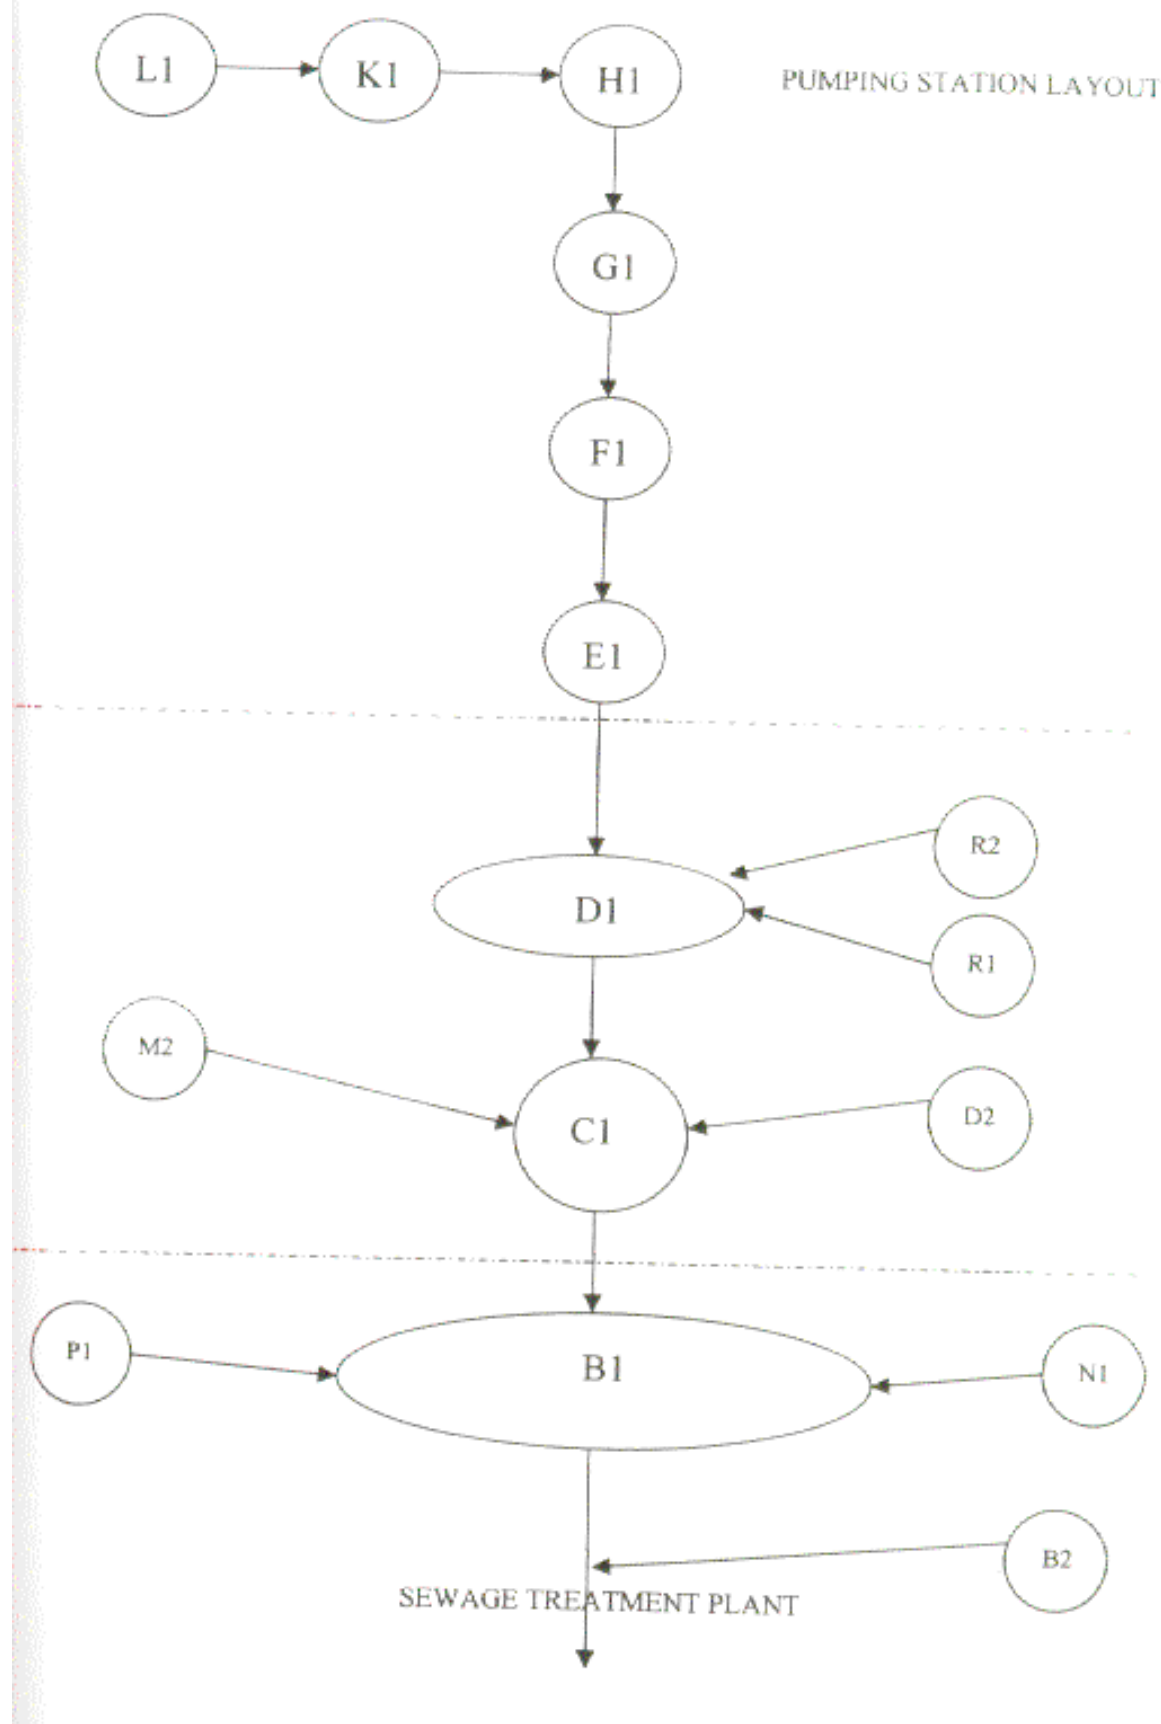 L1
K1
H1
PUMPING STATION LAYOUT
G1
F1
E1
R2
D1
R1
M2
C1
D2
P1
B1
N1
B2
SEWAGE TREATMENT PLANT